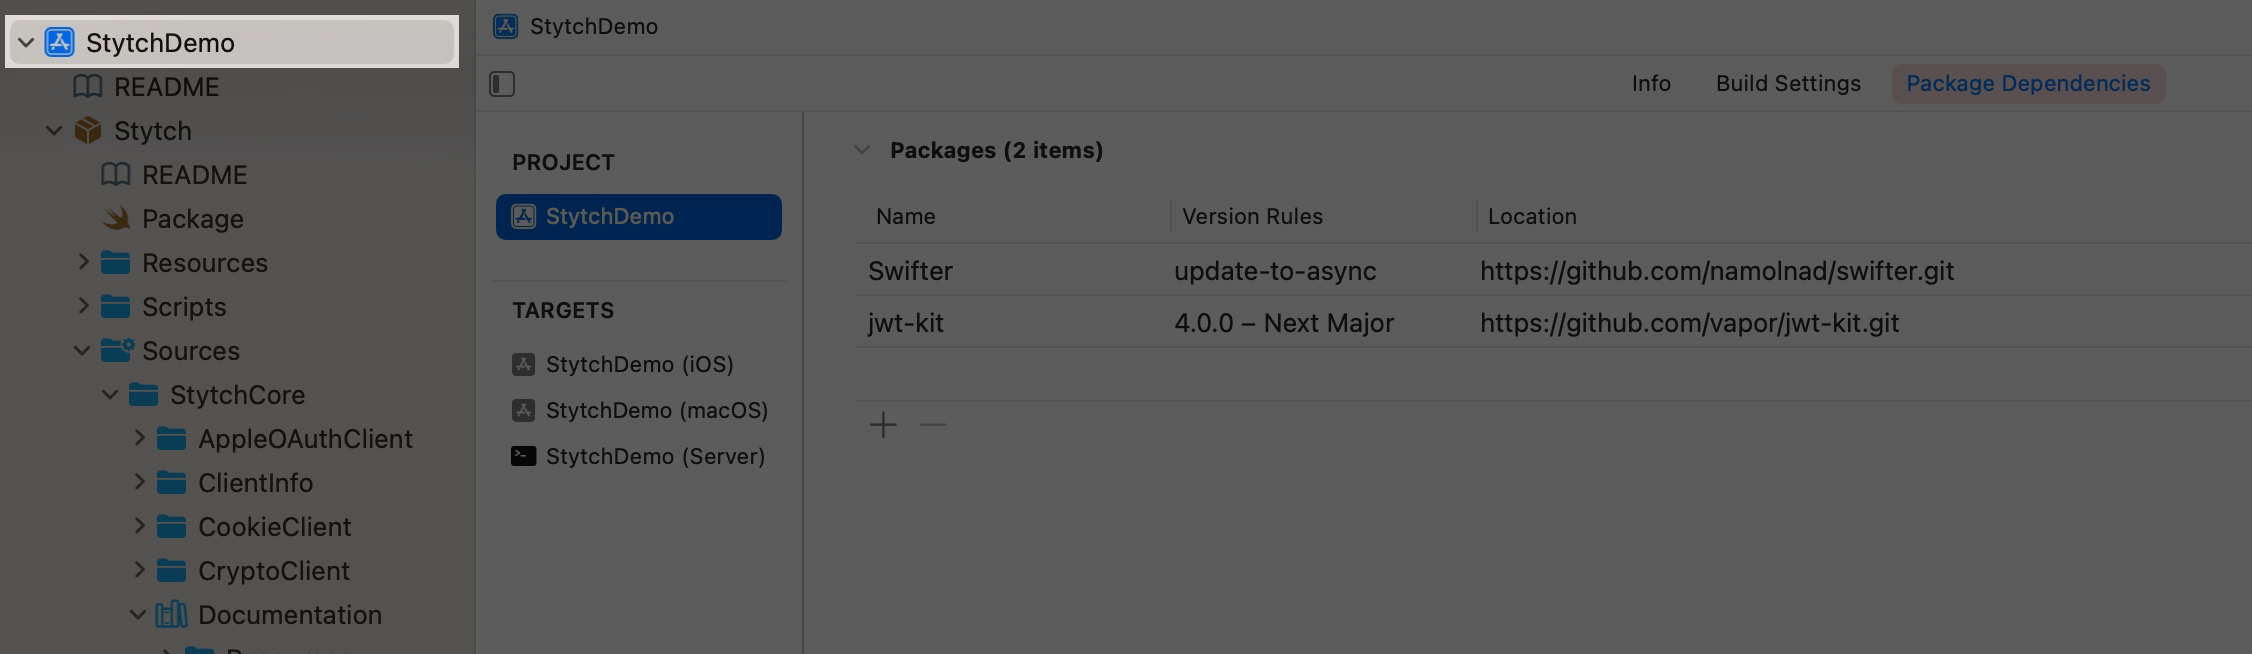 StytchDemo
README
Stytch
README
Package
Resources
Scripts
Sources
StytchCore
AppleOAuthClient
ClientInfo
CookieClient
CryptoClient
Documentation
StytchDemo
Info Build Settings Package Dependencies
PROJECT
StytchDemo
TARGETS
StytchDemo (iOS)
StytchDemo (macOS)
StytchDemo (Server)
Packages (2 items)
Name Version Rules Location
Swifter update-to-async https://github.com/namolnad/swifter.git
jwt-kit 4.0.0 – Next Major https://github.com/vapor/jwt-kit.git